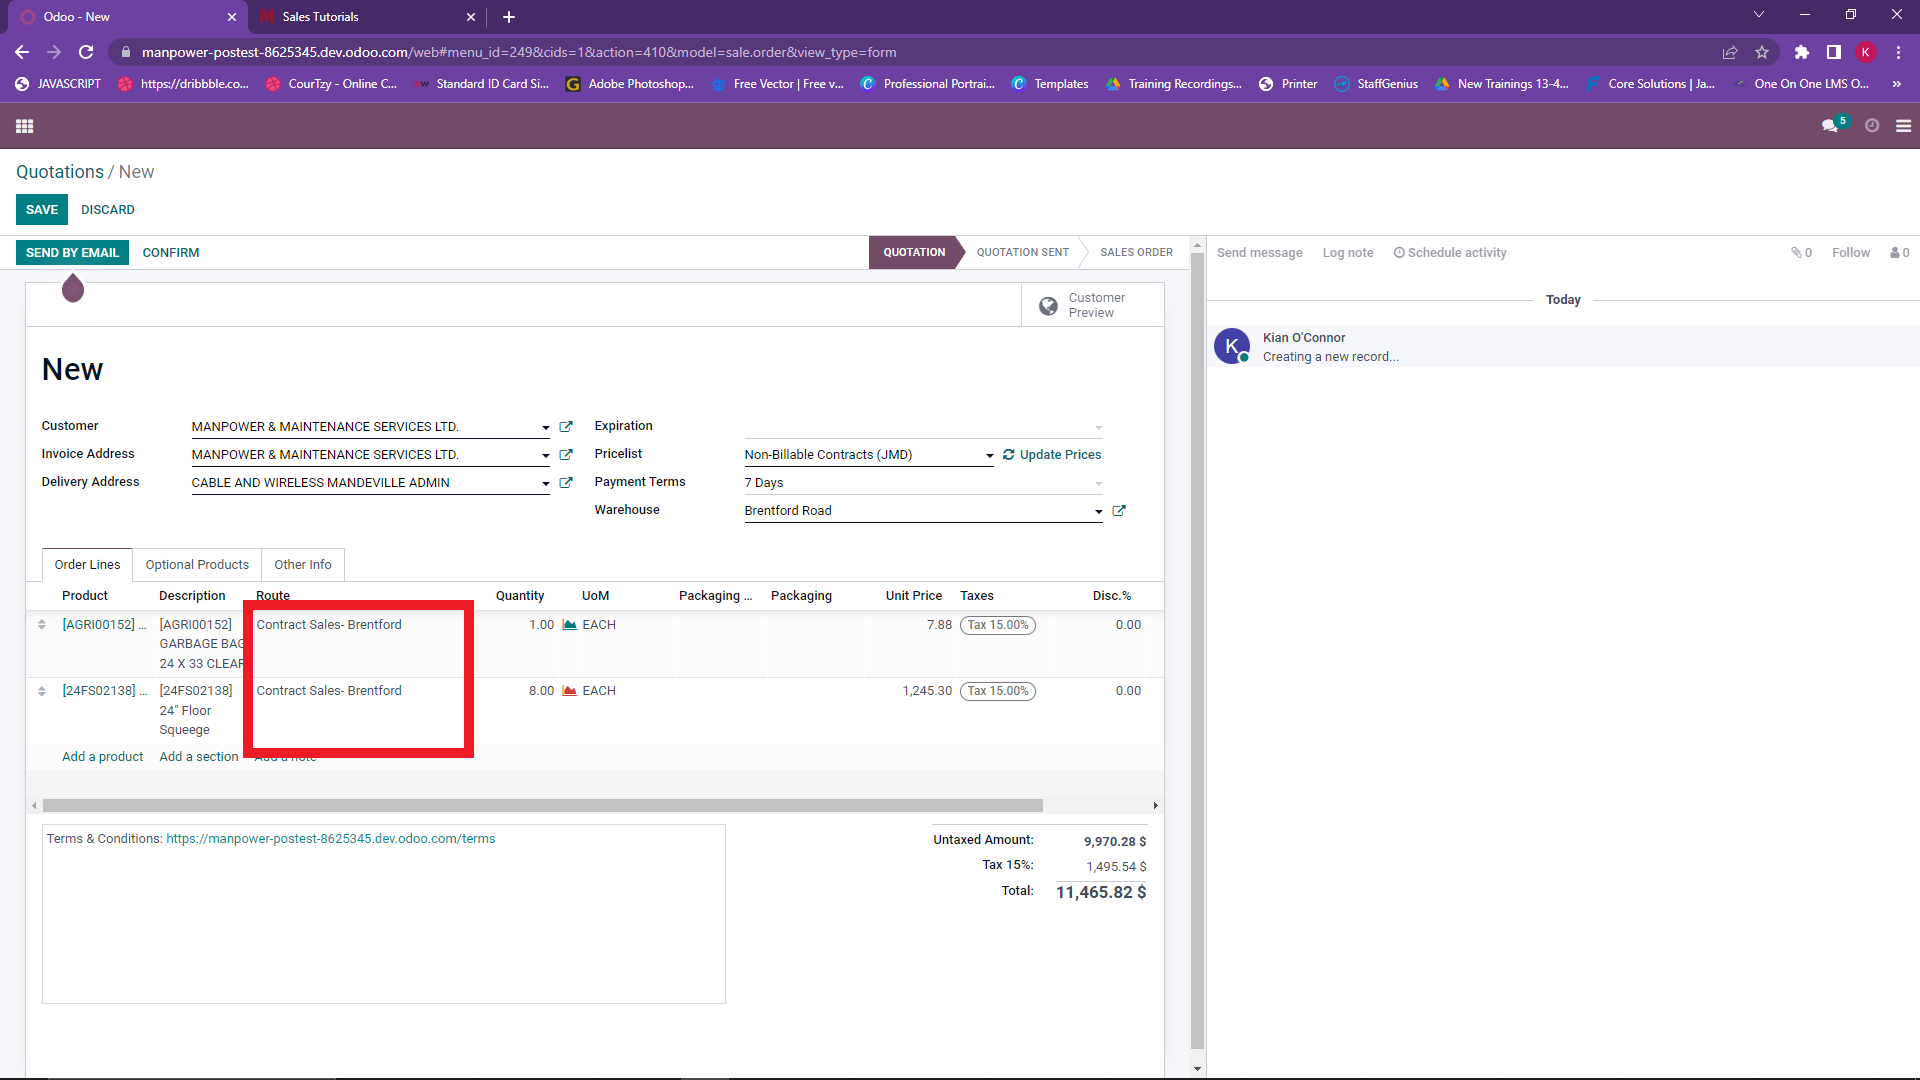 Odoo - New
Sales Tutorials
manpower-postest-8625345.dev.odoo.com/web#menu_id=249&cids=1&action=410&model=sale.order&view_type=form
K
JAVASCRIPT
https://dribbble.co...
CourTzy - Online C...
Standard ID Card Si...
Adobe Photoshop...
Free Vector | Free v...
Professional Portrai...
Templates
Training Recordings...
Printer
StaffGenius
New Trainings 13-4...
Core Solutions | Ja...
One On One LMS O...
5
Quotations / New
SAVE
DISCARD
SEND BY EMAIL
CONFIRM
QUOTATION
QUOTATION SENT
SALES ORDER
Send message
Log note
Schedule activity
0
Follow
0
Customer
Preview
Today
K
Kian O'Connor
Creating a new record...
New
Customer
MANPOWER & MAINTENANCE SERVICES LTD.
Expiration
Invoice Address
MANPOWER & MAINTENANCE SERVICES LTD.
Pricelist
Non-Billable Contracts (JMD)
Update Prices
Delivery Address
CABLE AND WIRELESS MANDEVILLE ADMIN
Payment Terms
7 Days
Warehouse
Brentford Road
Order Lines
Optional Products
Other Info
Product
Description
Route
Quantity
UoM
Packaging ...
Packaging
Unit Price
Taxes
Disc.%
[AGRI00152] ...
[AGRI00152]
GARBAGE BAG
24 X 33 CLEAR
Contract Sales- Brentford
1.00
EACH
7.88
Tax 15.00%
0.00
[24FS02138] ...
[24FS02138]
24" Floor
Squeege
Contract Sales- Brentford
8.00
EACH
1,245.30
Tax 15.00%
0.00
Add a product
Add a section
Add a note
Terms & Conditions: https://manpower-postest-8625345.dev.odoo.com/terms
Untaxed Amount:
9,970.28 $
Tax 15%:
1,495.54 $
Total:
11,465.82 $